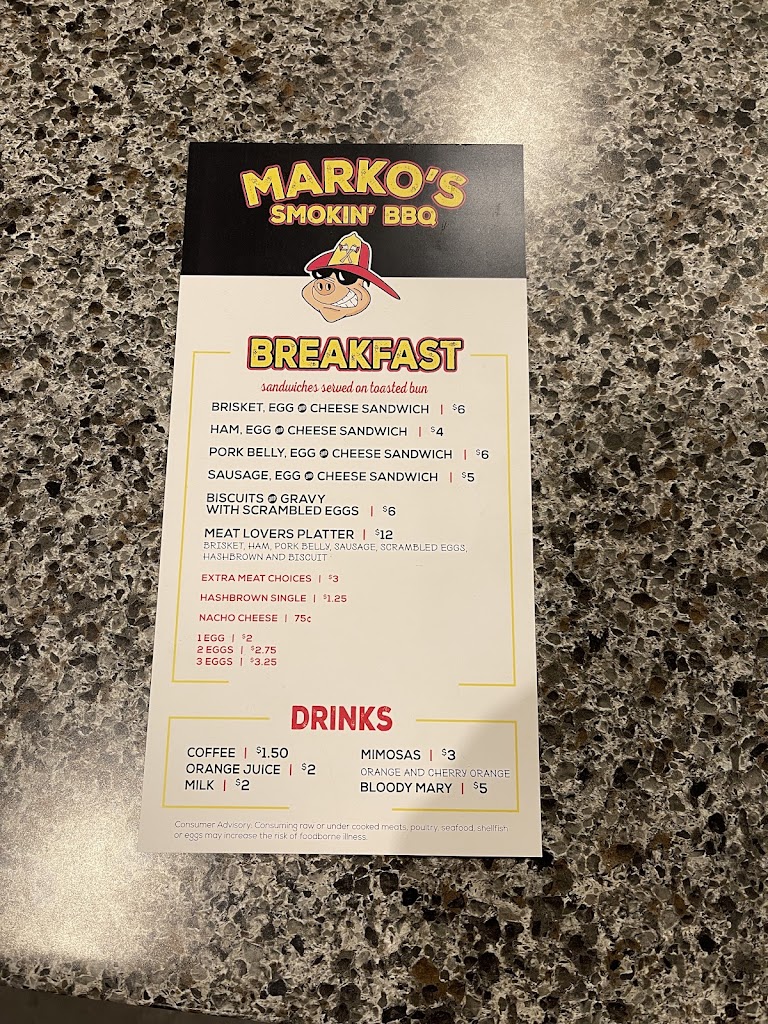 MARKO'S
SMOKIN' BBQ
BREAKFAST
sandwiches served on toasted bun
BRISKET, EGG AND CHEESE SANDWICH | $6
HAM, EGG AND CHEESE SANDWICH | $4
PORK BELLY, EGG AND CHEESE SANDWICH | $6
SAUSAGE, EGG AND CHEESE SANDWICH | $5
BISCUITS AND GRAVY
WITH SCRAMBLED EGGS | $6
MEAT LOVERS PLATTER | $12
BRISKET, HAM, PORK BELLY, SAUSAGE, SCRAMBLED EGGS,
HASHBROWN AND BISCUIT
EXTRA MEAT CHOICES | $3
HASHBROWN SINGLE | $1.25
NACHO CHEESE | 75¢
1 EGG | $2
2 EGGS | $2.75
3 EGGS | $3.25
DRINKS
COFFEE | $1.50
ORANGE JUICE | $2
MILK | $2
MIMOSAS | $3
ORANGE AND CHERRY ORANGE
BLOODY MARY | $5
Consumer Advisory: Consuming raw or under cooked meats, poultry, seafood, shellfish
or eggs may increase the risk of foodborne illness.